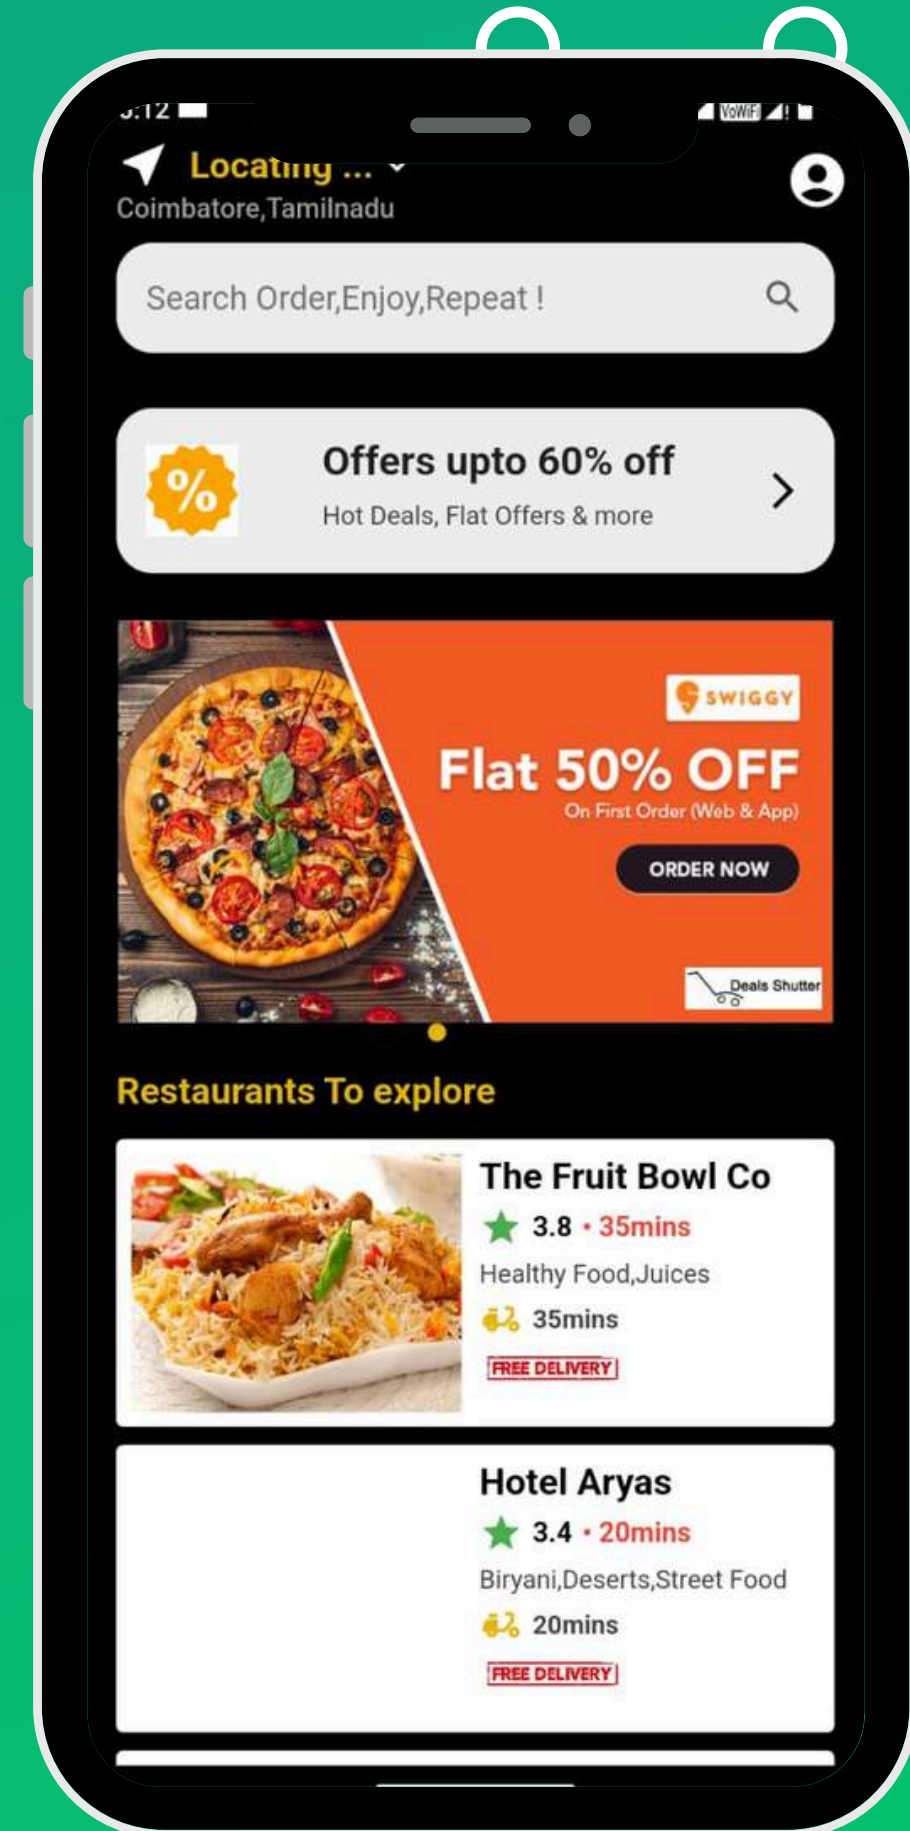 VoWiFi
Locating ...
Coimbatore,Tamilnadu
Search Order,Enjoy,Repeat !
%
Offers upto 60% off
Hot Deals, Flat Offers & more
SWIGGY
Flat 50% OFF
On First Order (Web & App)
ORDER NOW
Deals Shutter
Restaurants To explore
The Fruit Bowl Co
3.8 • 35mins
Healthy Food,Juices
35mins
FREE DELIVERY
Hotel Aryas
3.4 • 20mins
Biryani,Deserts,Street Food
20mins
FREE DELIVERY